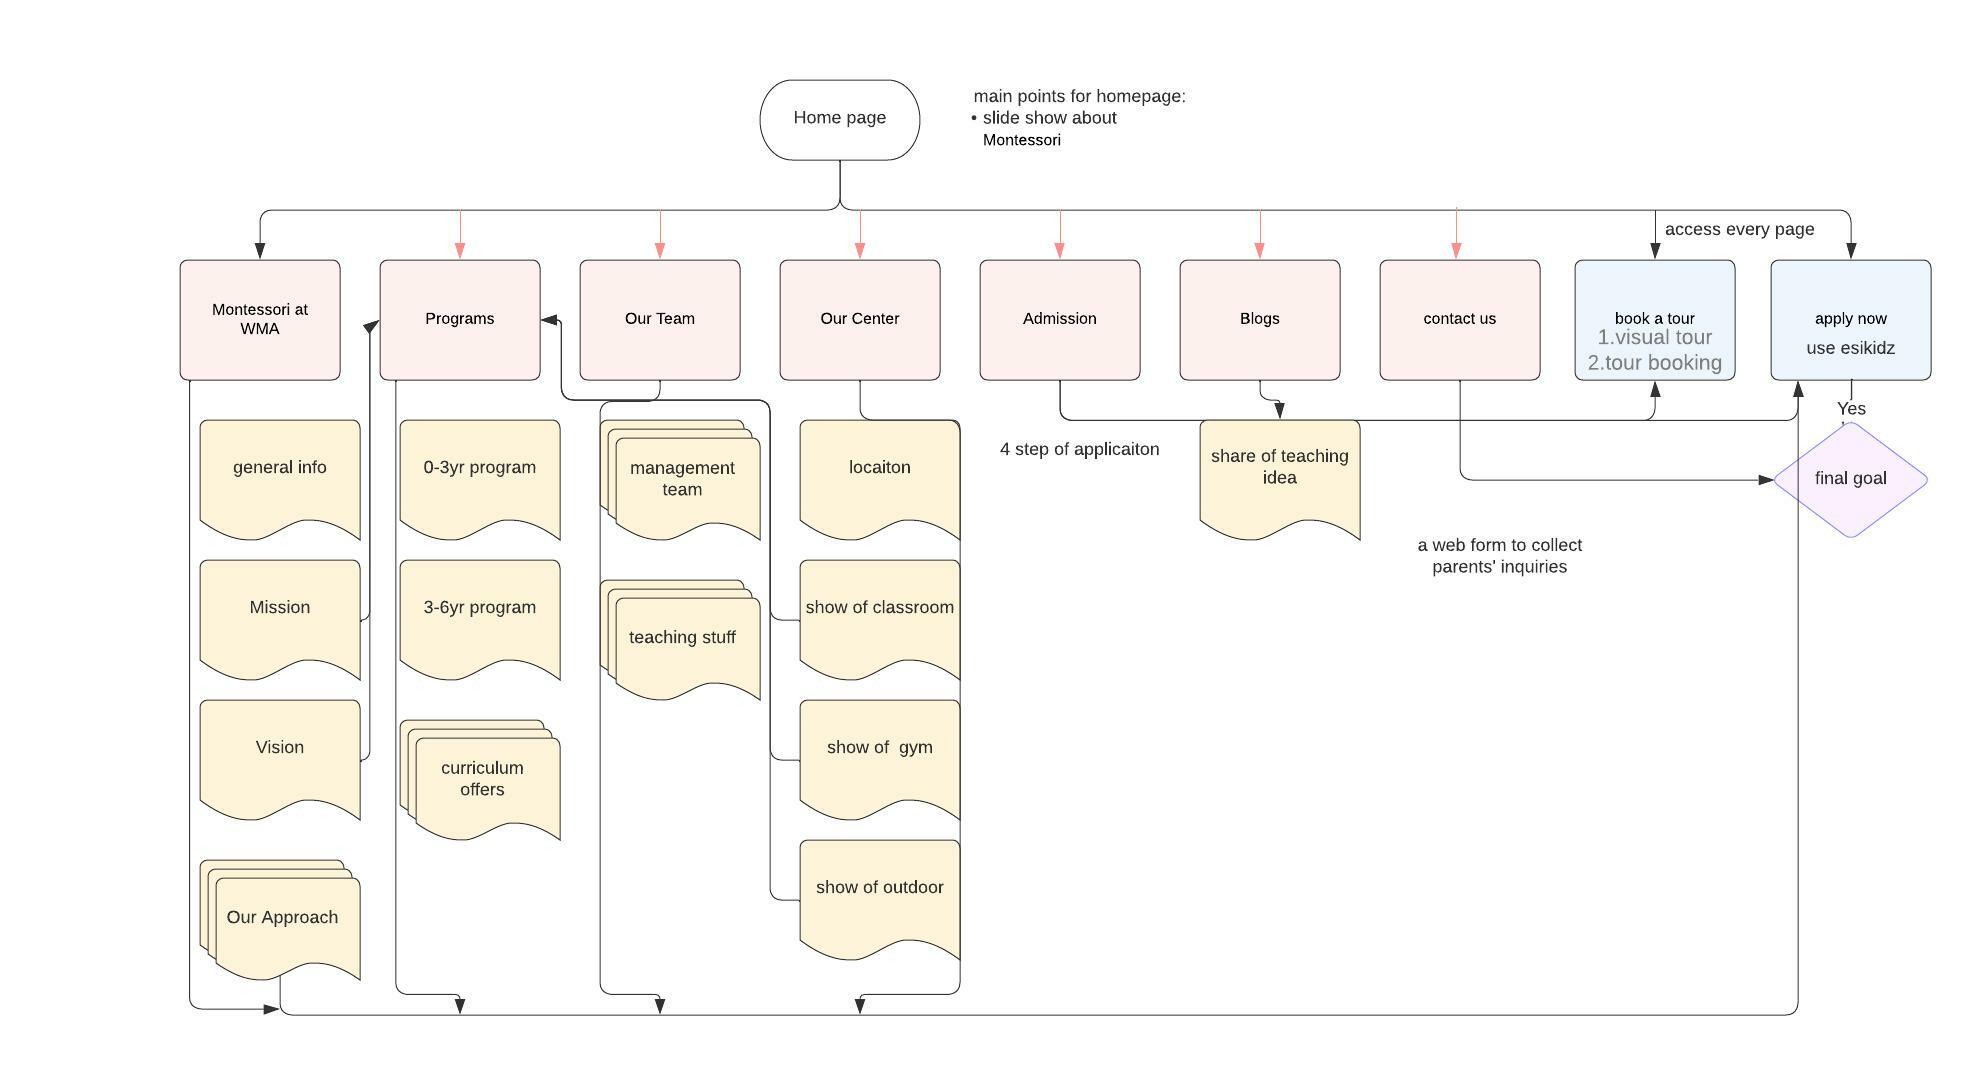 Home page
main points for homepage:
• slide show about
Montessori
access every page
Montessori at
WMA
Programs
Our Team
Our Center
Admission
Blogs
contact us
book a tour
1.visual tour
2.tour booking
apply now
use esikidz
Yes
general info
0-3yr program
management
team
locaiton
4 step of applicaiton
share of teaching
idea
final goal
a web form to collect
parents' inquiries
Mission
3-6yr program
teaching stuff
show of classroom
Vision
curriculum
offers
show of  gym
Our Approach
show of outdoor